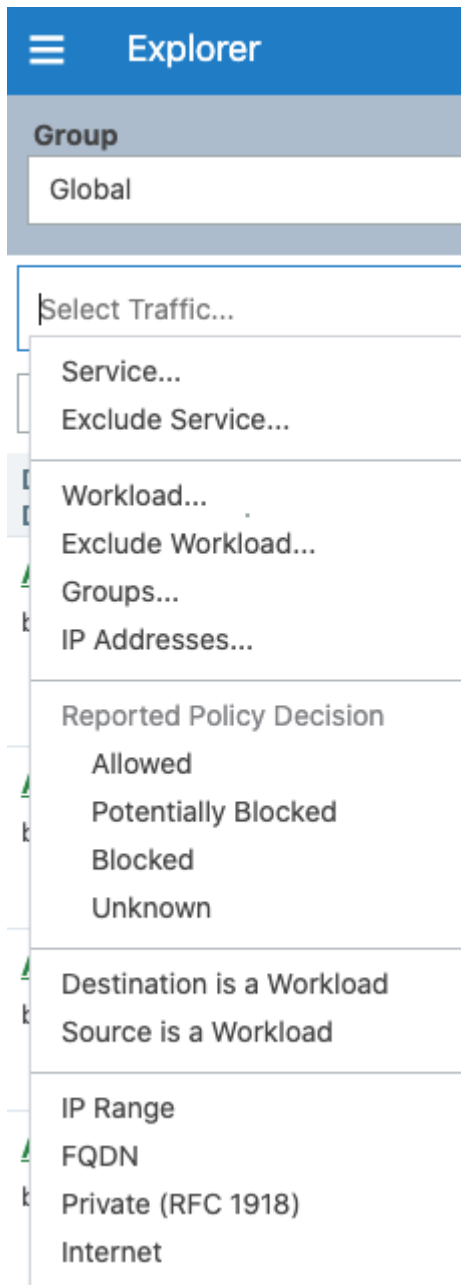 Explorer
Group
Global
Select Traffic...
Service...
Exclude Service...
Workload...
Exclude Workload...
Groups...
IP Addresses...
Reported Policy Decision
Allowed
Potentially Blocked
Blocked
Unknown
Destination is a Workload
Source is a Workload
IP Range
FQDN
Private (RFC 1918)
Internet